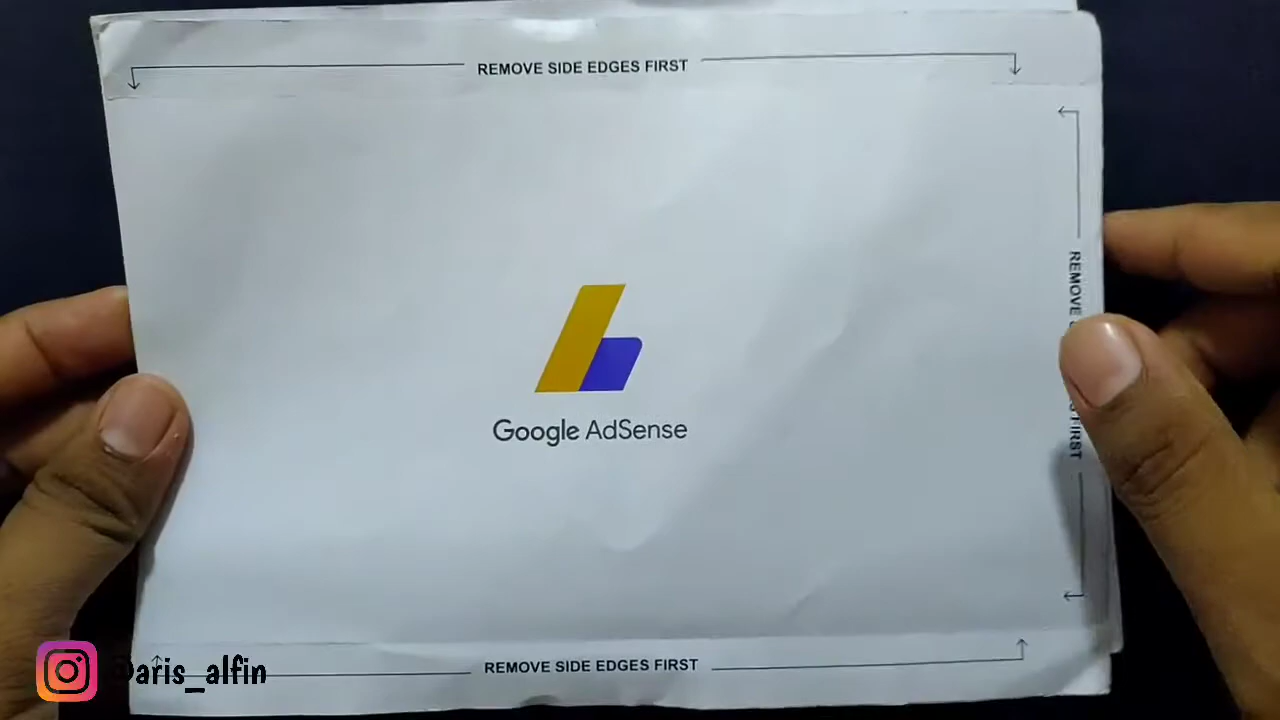 REMOVE SIDE EDGES FIRST
REMOVE
FIRST
Google AdSense
REMOVE SIDE EDGES FIRST
@aris_alfin